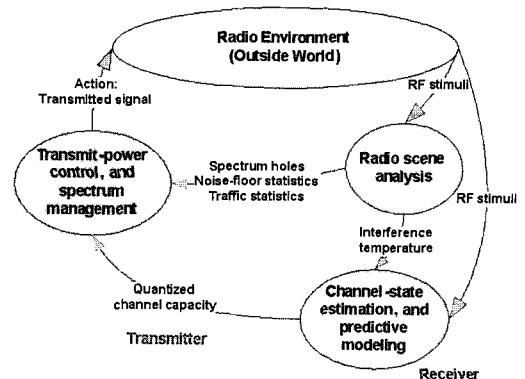 Radio Environment
(Outside World)
Action:
Transmitted signal
RF stimuli
Transmit-power
control, and
spectrum
management
Spectrum holes
Noise-floor statistics
Traffic statistics
Radio scene
analysis
RF stimuli
Interference
temperature
Quantized
channel capacity
Channel-state
estimation, and
predictive
modeling
Transmitter
Receiver